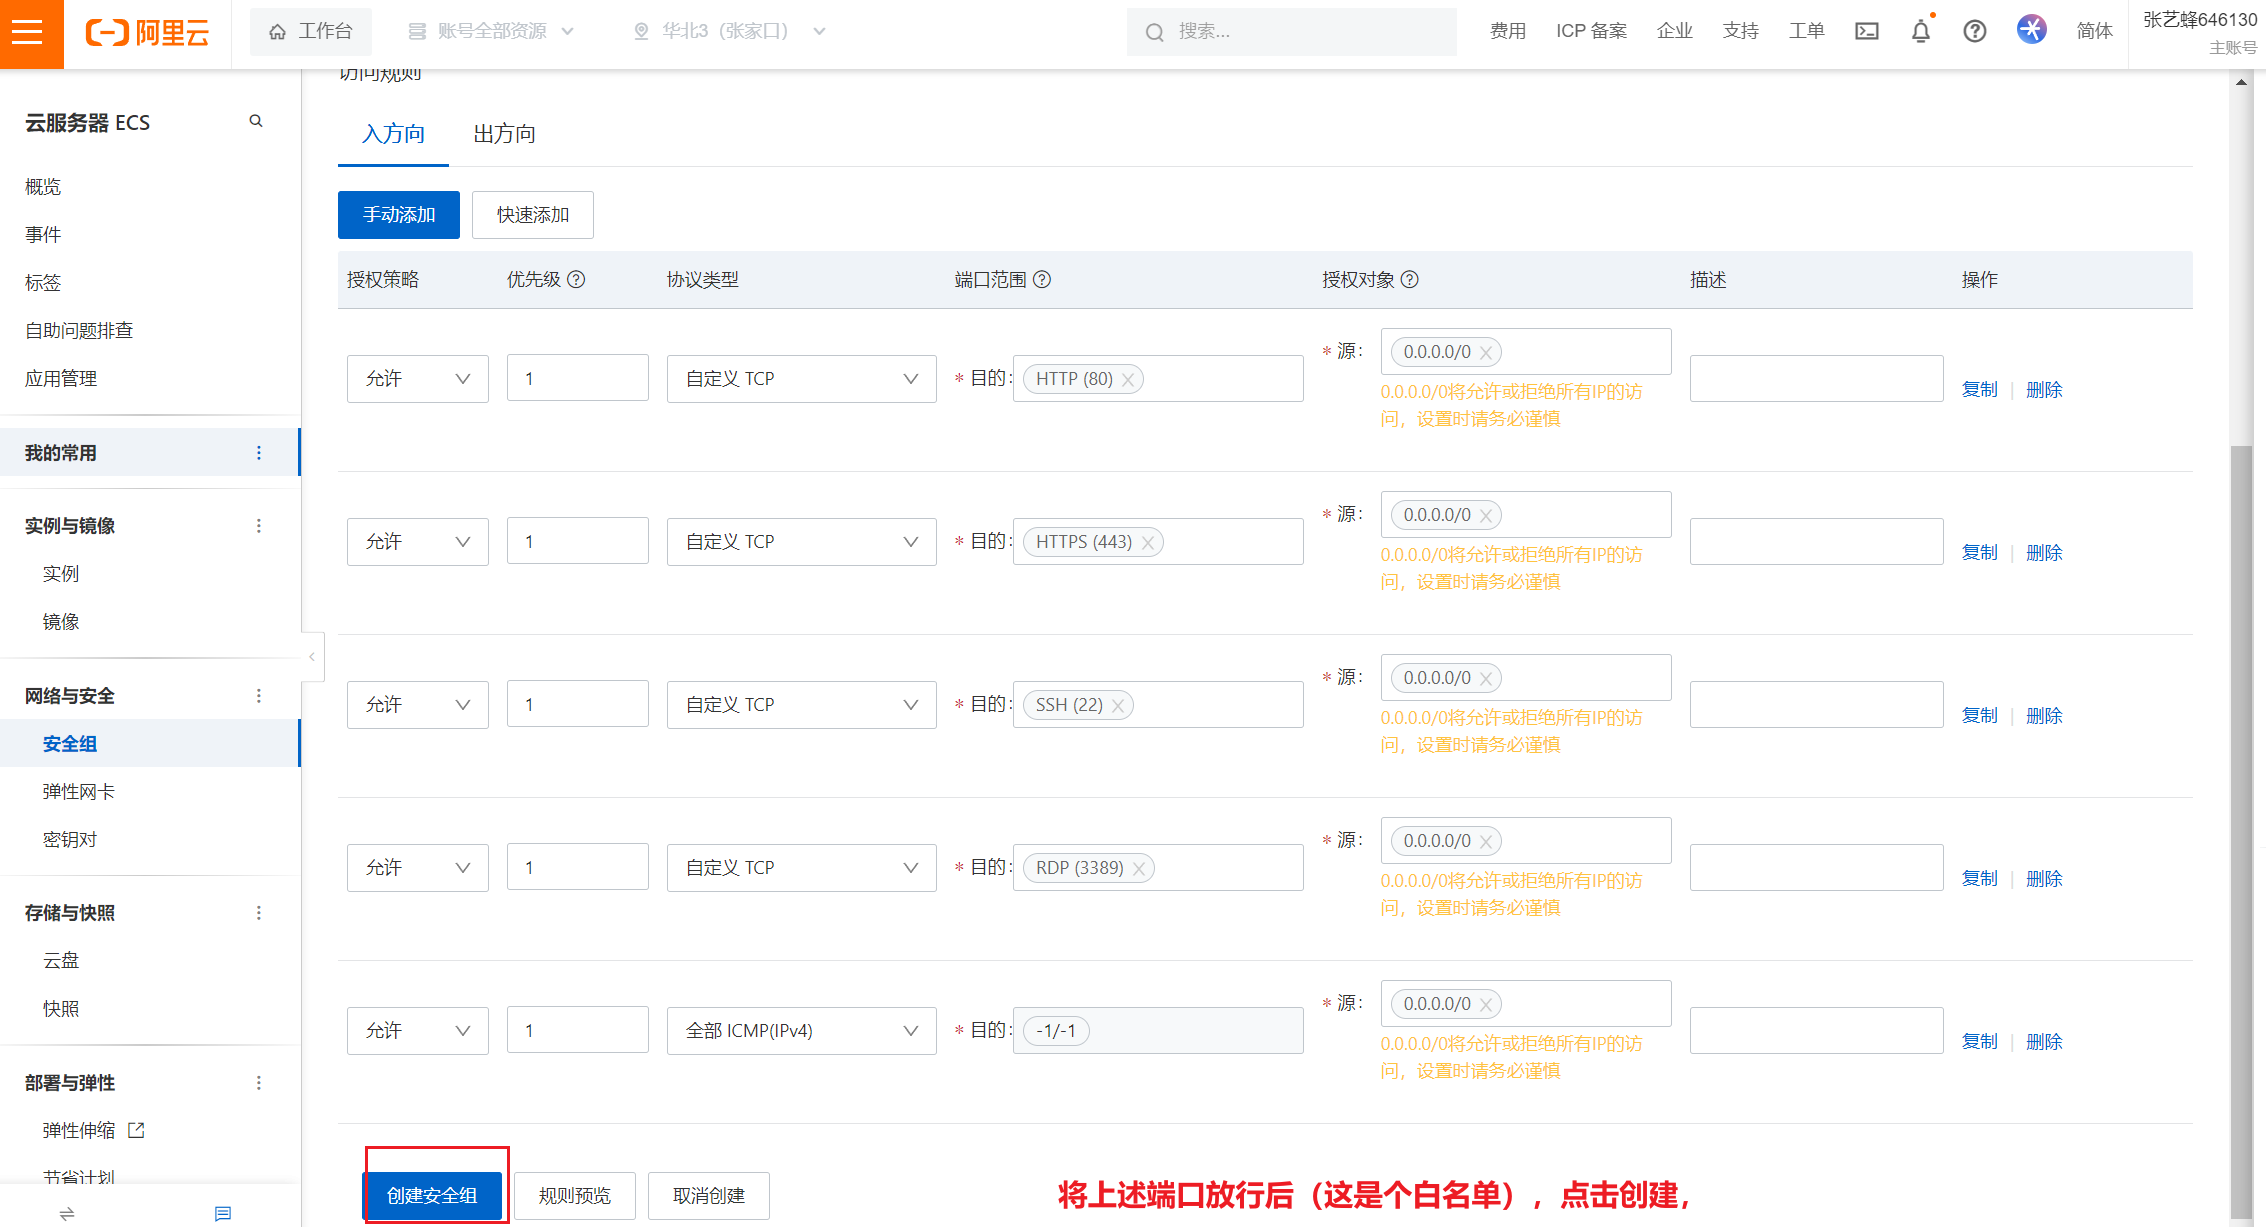 阿里云
工作台
账号全部资源
华北3（张家口）
搜索...
费用
ICP 备案
企业
支持
工单
简体
张艺蜂646130
主账号
云服务器 ECS
概览
事件
标签
自助问题排查
应用管理
我的常用
实例与镜像
实例
镜像
网络与安全
安全组
弹性网卡
密钥对
存储与快照
云盘
快照
部署与弹性
弹性伸缩
节省计划
访问规则
入方向
出方向
手动添加
快速添加
授权策略 优先级 协议类型 端口范围 授权对象 描述 操作
允许 1 自定义 TCP * 目的: HTTP (80) * 源: 0.0.0.0/0 复制 删除
0.0.0.0/0将允许或拒绝所有IP的访
问，设置时请务必谨慎
允许 1 自定义 TCP * 目的: HTTPS (443) * 源: 0.0.0.0/0 复制 删除
0.0.0.0/0将允许或拒绝所有IP的访
问，设置时请务必谨慎
允许 1 自定义 TCP * 目的: SSH (22) * 源: 0.0.0.0/0 复制 删除
0.0.0.0/0将允许或拒绝所有IP的访
问，设置时请务必谨慎
允许 1 自定义 TCP * 目的: RDP (3389) * 源: 0.0.0.0/0 复制 删除
0.0.0.0/0将允许或拒绝所有IP的访
问，设置时请务必谨慎
允许 1 全部 ICMP(IPv4) * 目的: -1/-1 * 源: 0.0.0.0/0 复制 删除
0.0.0.0/0将允许或拒绝所有IP的访
问，设置时请务必谨慎
创建安全组
规则预览
取消创建
将上述端口放行后（这是个白名单），点击创建，